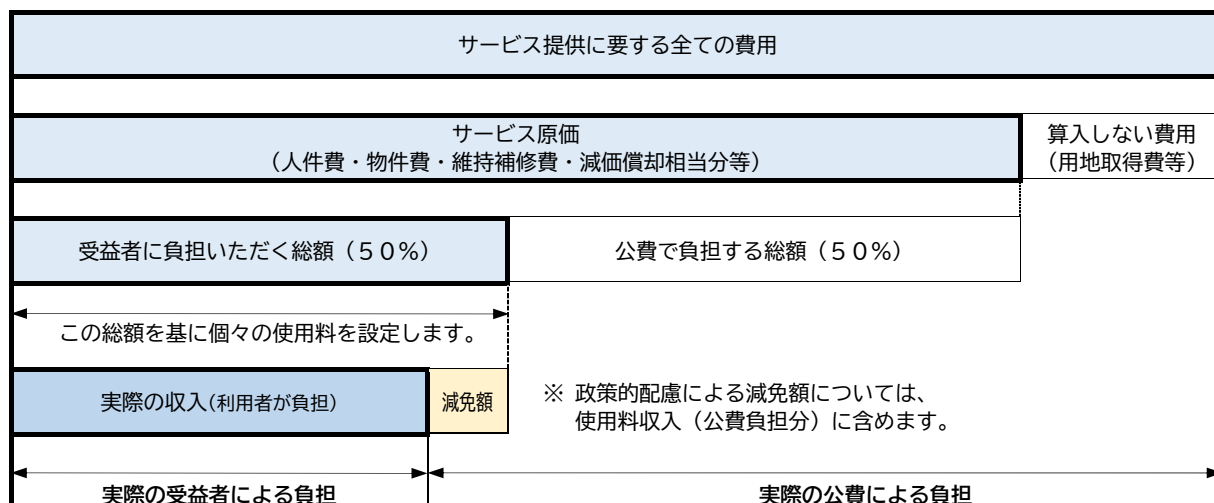 サービス提供に要する全ての費用
サービス原価
（人件費・物件費・維持補修費・減価償却相当分等）
算入しない費用
（用地取得費等）
受益者に負担いただく総額（５０％）
公費で負担する総額（５０％）
この総額を基に個々の使用料を設定します。
実際の収入(利用者が負担)
減免額
※ 政策的配慮による減免額については、
使用料収入（公費負担分）に含めます。
実際の受益者による負担
実際の公費による負担